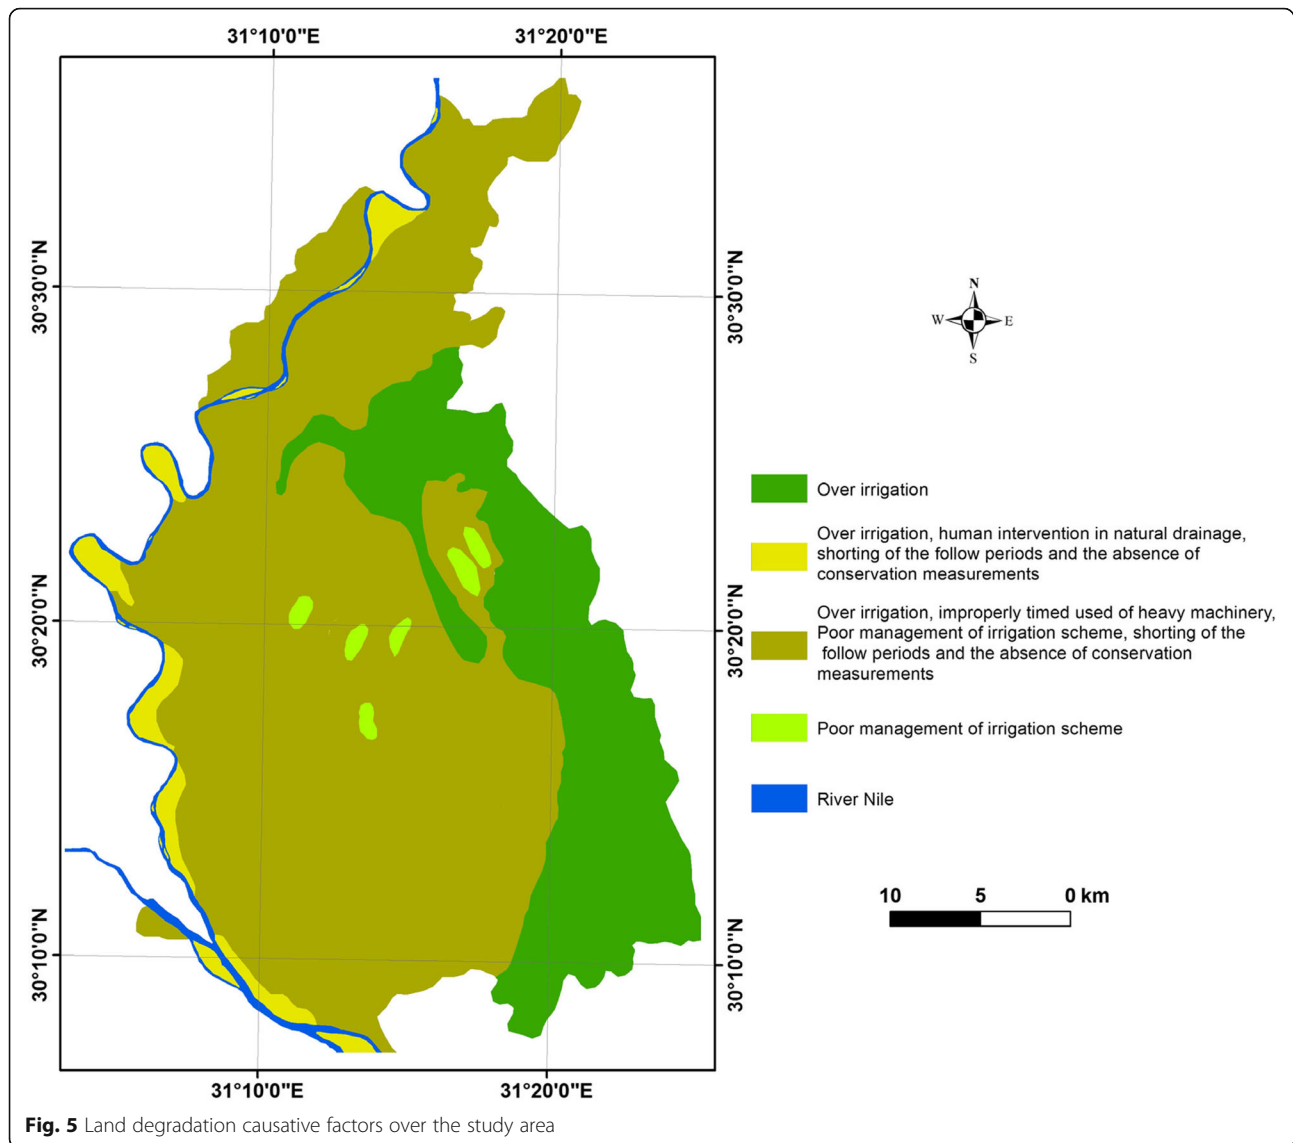 31°10'0"E 31°20'0"E
30°30'0"N
30°30'0"N
30°20'0"N
30°20'0"N
30°10'0"N
30°10'0"N
31°10'0"E 31°20'0"E
N
W E
S
Over irrigation
Over irrigation, human intervention in natural drainage,
shorting of the follow periods and the absence of
conservation measurements
Over irrigation, improperly timed used of heavy machinery,
Poor management of irrigation scheme, shorting of the
follow periods and the absence of conservation
measurements
Poor management of irrigation scheme
River Nile
10 5 0 km
Fig. 5 Land degradation causative factors over the study area